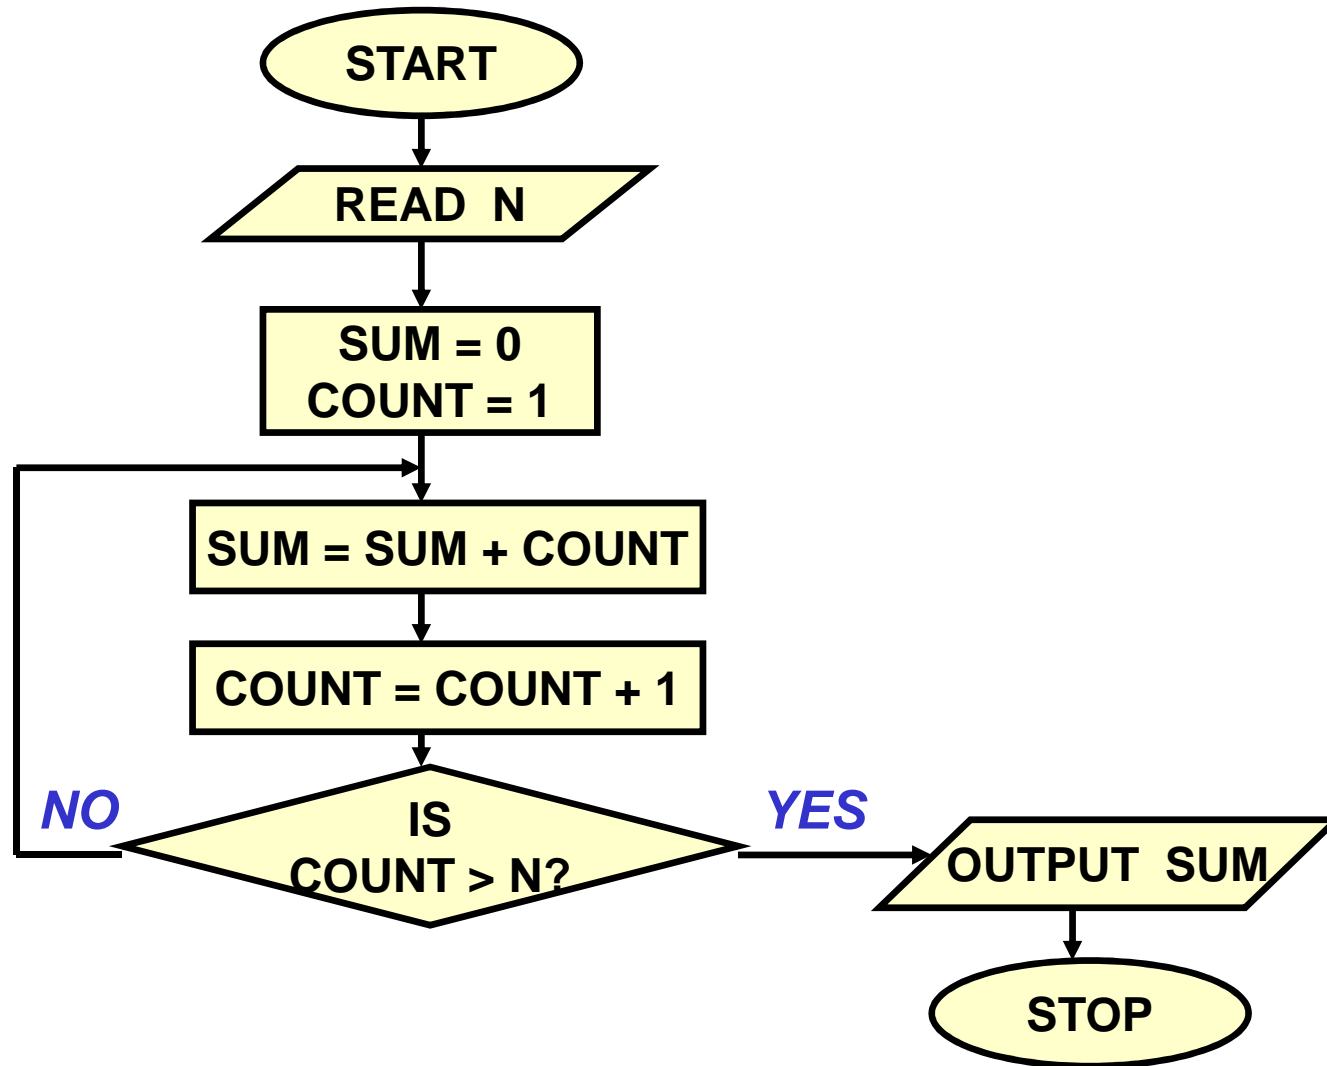 START
READ N
SUM = 0
COUNT = 1
SUM = SUM + COUNT
COUNT = COUNT + 1
NO
IS
COUNT > N?
YES
OUTPUT SUM
STOP